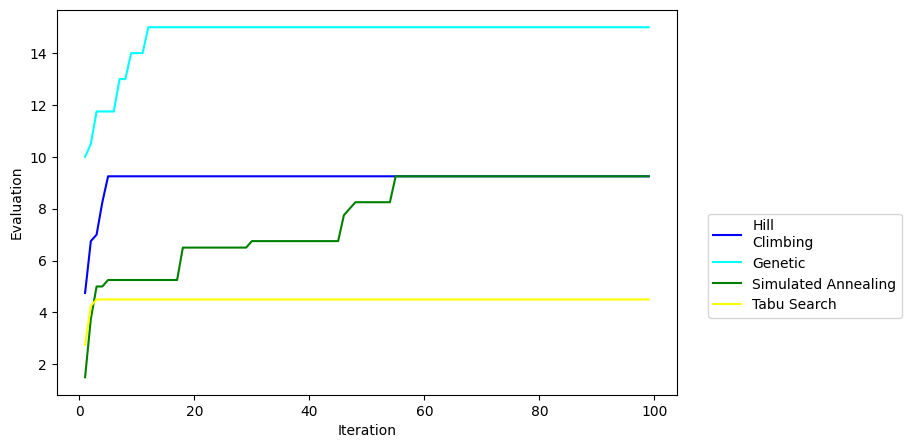 14
12
10
8
6
4
2
Evaluation
0
20
40
60
80
100
Iteration
Hill
Climbing
Genetic
Simulated Annealing
Tabu Search